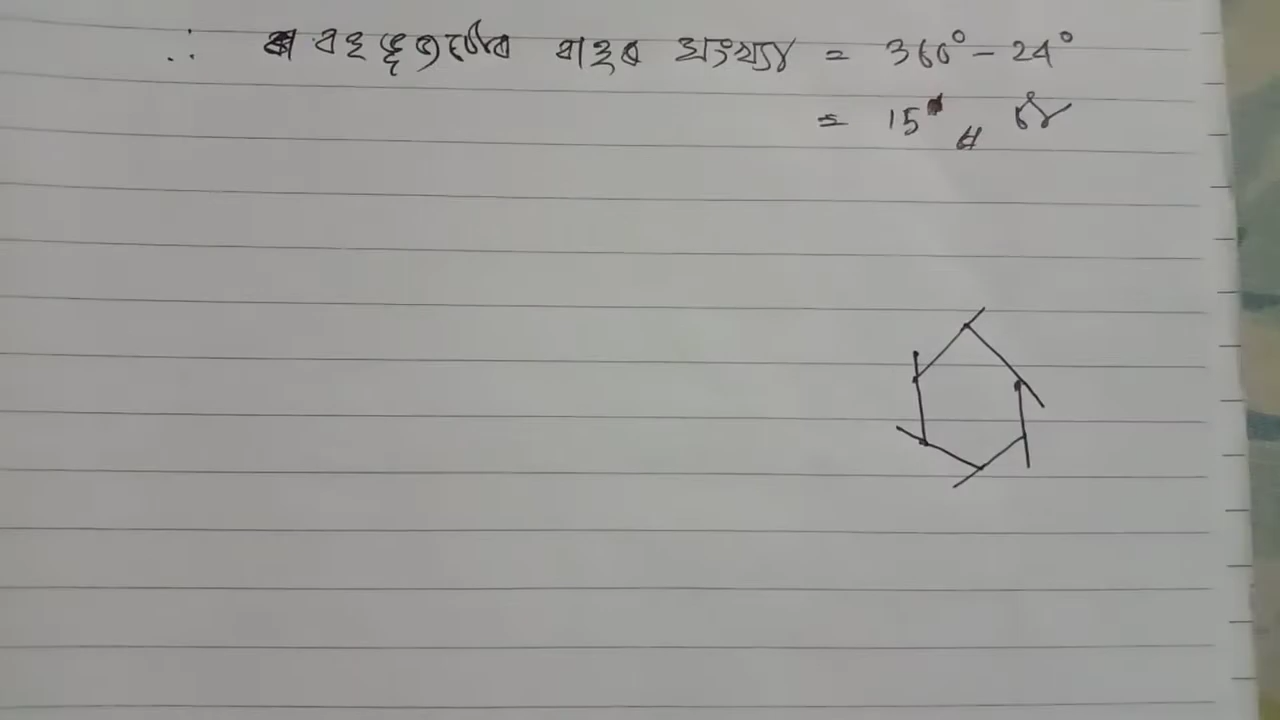 ∴ বহুভূজটোৰ বাহুৰ সংখ্যা = 360° - 24°
= 15 টা